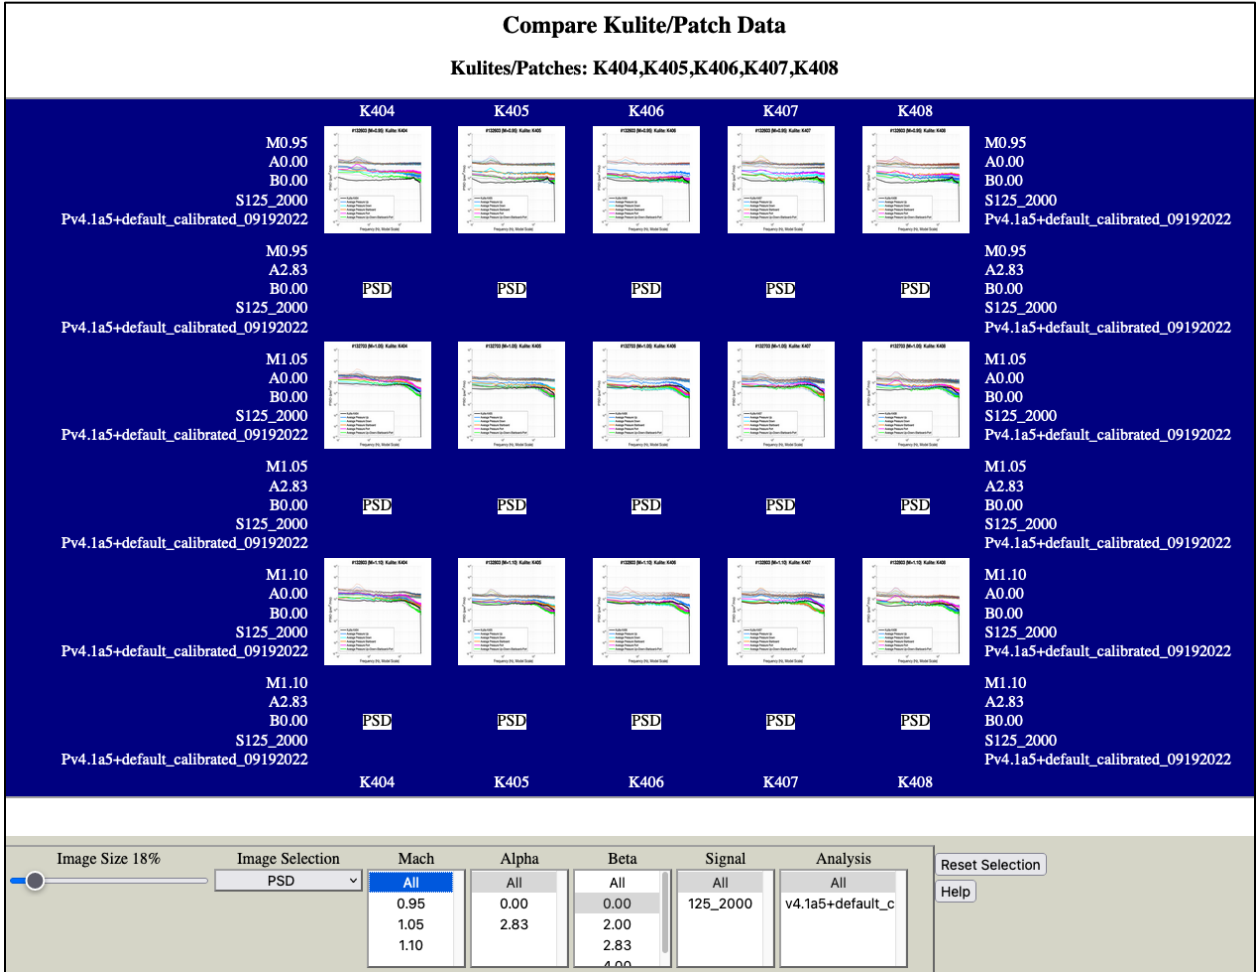 Compare Kulite/Patch Data
Kulites/Patches: K404,K405,K406,K407,K408
K404 K405 K406 K407 K408
M0.95 M0.95
A0.00 A0.00
B0.00 B0.00
S125_2000 S125_2000
Pv4.1a5+default_calibrated_09192022 Pv4.1a5+default_calibrated_09192022
M0.95 M0.95
A2.83 A2.83
B0.00 PSD PSD PSD PSD PSD B0.00
S125_2000 S125_2000
Pv4.1a5+default_calibrated_09192022 Pv4.1a5+default_calibrated_09192022
M1.05 M1.05
A0.00 A0.00
B0.00 B0.00
S125_2000 S125_2000
Pv4.1a5+default_calibrated_09192022 Pv4.1a5+default_calibrated_09192022
M1.05 M1.05
A2.83 A2.83
B0.00 PSD PSD PSD PSD PSD B0.00
S125_2000 S125_2000
Pv4.1a5+default_calibrated_09192022 Pv4.1a5+default_calibrated_09192022
M1.10 M1.10
A0.00 A0.00
B0.00 B0.00
S125_2000 S125_2000
Pv4.1a5+default_calibrated_09192022 Pv4.1a5+default_calibrated_09192022
M1.10 M1.10
A2.83 A2.83
B0.00 PSD PSD PSD PSD PSD B0.00
S125_2000 S125_2000
Pv4.1a5+default_calibrated_09192022 Pv4.1a5+default_calibrated_09192022
K404 K405 K406 K407 K408
Image Size 18% Image Selection Mach Alpha Beta Signal Analysis Reset Selection
PSD All All All All All
0.95 0.00 0.00 125_2000 v4.1a5+default_c Help
1.05 2.83 2.00
1.10 2.83
4.00